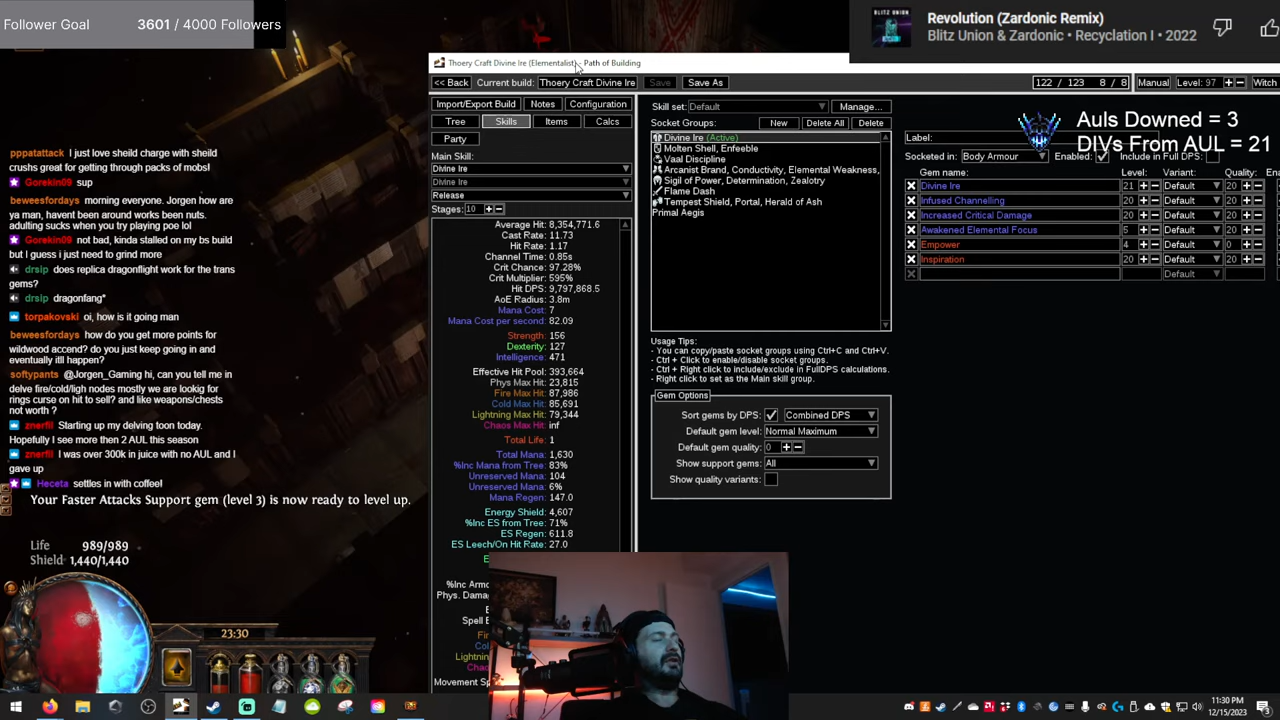 Follower Goal 3601 / 4000 Followers
Revolution (Zardonic Remix)
Blitz Union & Zardonic • Recyclation I • 2022
Thoery Craft Divine Ire (Elementalist) - Path of Building
<< Back Current build: Thoery Craft Divine Ire Save Save As 122 / 123 8 / 8 Manual Level: 97 + - Witch
Import/Export Build Notes Configuration
Tree Skills Items Calcs
Party
Main Skill:
Divine Ire
Divine Ire
Release
Stages: 10 + -
Average Hit: 8,354,771.6
Cast Rate: 11.73
Hit Rate: 1.17
Channel Time: 0.85s
Crit Chance: 97.28%
Crit Multiplier: 595%
Hit DPS: 9,797,868.5
AoE Radius: 3.8m
Mana Cost: 7
Mana Cost per second: 82.09
Strength: 156
Dexterity: 127
Intelligence: 471
Effective Hit Pool: 393,664
Phys Max Hit: 23,815
Fire Max Hit: 87,986
Cold Max Hit: 85,691
Lightning Max Hit: 79,344
Chaos Max Hit: inf
Total Life: 1
Total Mana: 1,630
%Inc Mana from Tree: 83%
Unreserved Mana: 104
Unreserved Mana: 6%
Mana Regen: 147.0
Energy Shield: 4,607
%Inc ES from Tree: 71%
ES Regen: 611.8
ES Leech/On Hit Rate: 27.0
E
%Inc Armo
Phys. Dama
E
Spell E
Fir
Col
Lightnin
Chao
Movement Sp
Skill set: Default Manage...
Socket Groups: New Delete All Delete
Divine Ire (Active)
Molten Shell, Enfeeble
Vaal Discipline
Arcanist Brand, Conductivity, Elemental Weakness,
Sigil of Power, Determination, Zealotry
Flame Dash
Tempest Shield, Portal, Herald of Ash
Primal Aegis
Usage Tips:
- You can copy/paste socket groups using Ctrl+C and Ctrl+V.
- Ctrl + Click to enable/disable socket groups.
- Ctrl + Right click to include/exclude in FullDPS calculations.
- Right click to set as the Main skill group.
Gem Options
Sort gems by DPS: Combined DPS
Default gem level: Normal Maximum
Default gem quality: 0 + -
Show support gems: All
Show quality variants:
Auls Downed = 3
DIVs From AUL = 21
Label:
Socketed in: Body Armour Enabled: Include in Full DPS:
Gem name: Level: Variant: Quality: En
Divine Ire 21 + - Default 20 + -
Infused Channelling 20 + - Default 20 + -
Increased Critical Damage 20 + - Default 20 + -
Awakened Elemental Focus 5 + - Default 20 + -
Empower 4 + - Default 0 + -
Inspiration 20 + - Default 20 + -
Default
pppatattack I just love sheild charge with sheild
crush great for getting through packs of mobs!
Gorekin09 sup
beweesfordays morning everyone. Jorgen how are
ya man, havent been around works been nuts.
adulting sucks when you try playing poe lol
Gorekin09 not bad, kinda stalled on my bs build
but I guess i just need to grind more
drsip does replica dragonflight work for the trans
gems?
drsip dragonfang*
torpakovski oi, how is it going man
beweesfordays how do you get more points for
wildwood accend? do you just keep going in and
eventually itll happen?
softypants @Jorgen_Gaming hi, can you tell me in
delve fire/cold/ligh nodes mostly we are lookig for
rings curse on hit to sell? and like weapons/chests
not worth ?
znerfil Starting up my delving toon today.
Hopefully I see more then 2 AUL this season
znerfil I was over 300k in juice with no AUL and I
gave up
Heceta settles in with coffee!
Your Faster Attacks Support gem (level 3) is now ready to level up.
Life 989/989
Shield 1,440/1,440
23:30
11:30 PM
12/15/2023